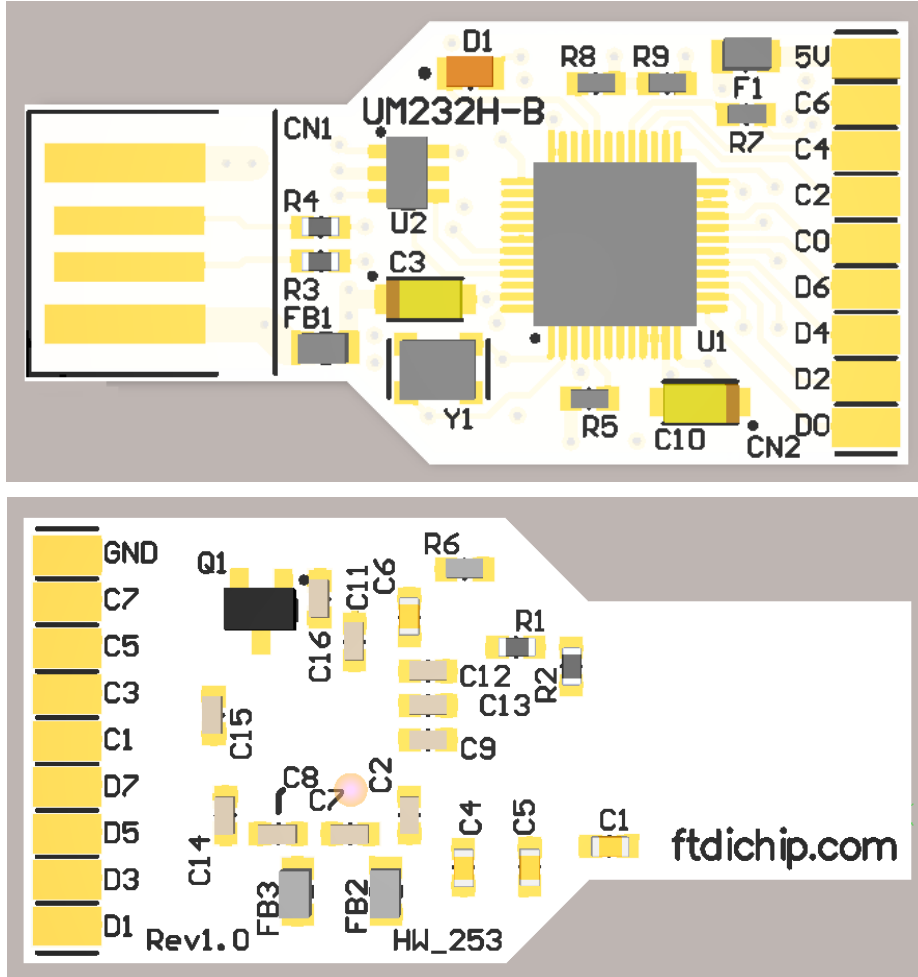 D1
R8
R9
5V
F1
C6
UM232H-B
CN1
R7
C4
R4
U2
C2
C3
C0
R3
D6
FB1
U1
D4
Y1
D2
R5
C10
CN2
D0
GND
Q1
C11
C6
R6
C7
C5
C16
R1
C12
R2
C3
C13
C15
C1
C9
D7
C8
C7
C2
C14
D5
C4
C5
C1
ftdichip.com
D3
FB3
FB2
D1
Rev1.0
HW_253